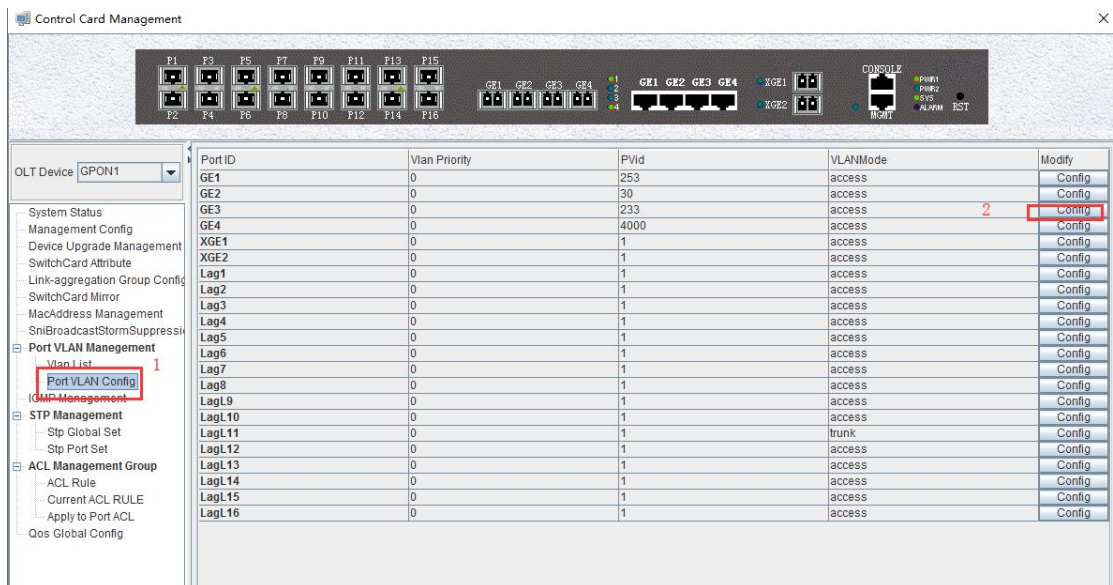 Control Card Management
P1 P3 P5 P7 P9 P11 P13 P15
P2 P4 P6 P8 P10 P12 P14 P16
GE1 GE2 GE3 GE4
1
2
3
4
GE1 GE2 GE3 GE4
XGE1
XGE2
CONSOLE
MGMT
PWR1
PWR2
SYS
ALARM
RST
OLT Device GPON1
System Status
Management Config
Device Upgrade Management
SwitchCard Attribute
Link-aggregation Group Config
SwitchCard Mirror
MacAddress Management
SniBroadcastStormSuppressi
Port VLAN Manegement
Vlan List
1
Port VLAN Config
IGMP Management
STP Management
Stp Global Set
Stp Port Set
ACL Management Group
ACL Rule
Current ACL RULE
Apply to Port ACL
Qos Global Config
Port ID Vlan Priority PVid VLANMode Modify
GE1 0 253 access Config
GE2 0 30 access Config
GE3 0 233 access 2 Config
GE4 0 4000 access Config
XGE1 0 1 access Config
XGE2 0 1 access Config
Lag1 0 1 access Config
Lag2 0 1 access Config
Lag3 0 1 access Config
Lag4 0 1 access Config
Lag5 0 1 access Config
Lag6 0 1 access Config
Lag7 0 1 access Config
Lag8 0 1 access Config
LagL9 0 1 access Config
LagL10 0 1 access Config
LagL11 0 1 trunk Config
LagL12 0 1 access Config
LagL13 0 1 access Config
LagL14 0 1 access Config
LagL15 0 1 access Config
LagL16 0 1 access Config